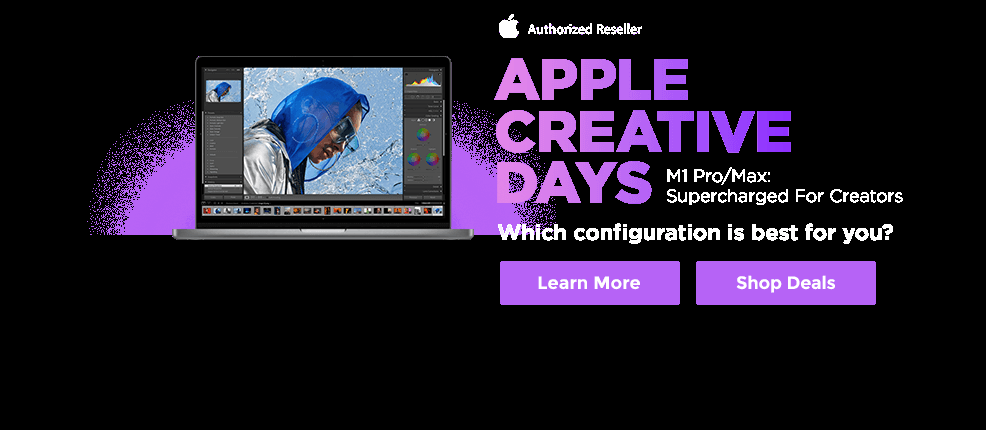 Authorized Reseller
APPLE
CREATIVE
DAYS
M1 Pro/Max:
Supercharged For Creators
Which configuration is best for you?
Learn More
Shop Deals